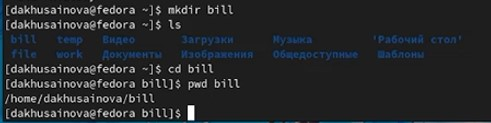 [dakhusainova@fedora ~]$ mkdir bill
[dakhusainova@fedora ~]$ ls
bill temp Видео Загрузки Музыка 'Рабочий стол'
file work Документы Изображения Общедоступные Шаблоны
[dakhusainova@fedora ~]$ cd bill
[dakhusainova@fedora bill]$ pwd bill
/home/dakhusainova/bill
[dakhusainova@fedora bill]$